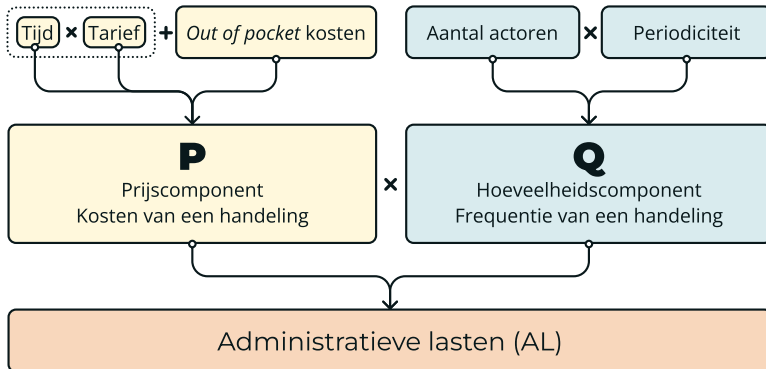 Tijd × Tarief + Out of pocket kosten
Aantal actoren × Periodiciteit
P
Prijscomponent
Kosten van een handeling
×
Q
Hoeveelheidscomponent
Frequentie van een handeling
Administratieve lasten (AL)